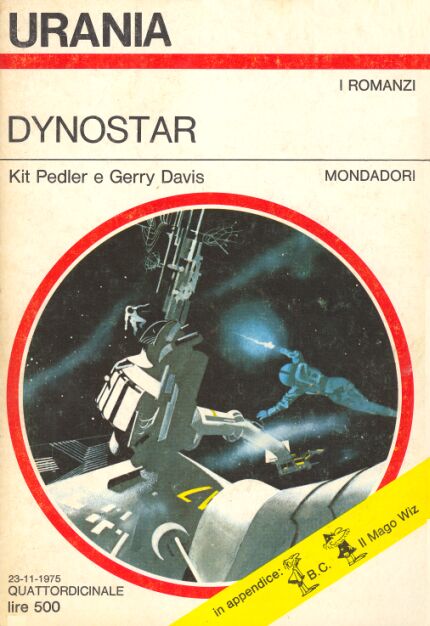 URANIA
I ROMANZI
DYNOSTAR
Kit Pedler e Gerry Davis
MONDADORI
in appendice:
B.C.
Il Mago Wiz
23-11-1975
QUATTORDICINALE
lire 500